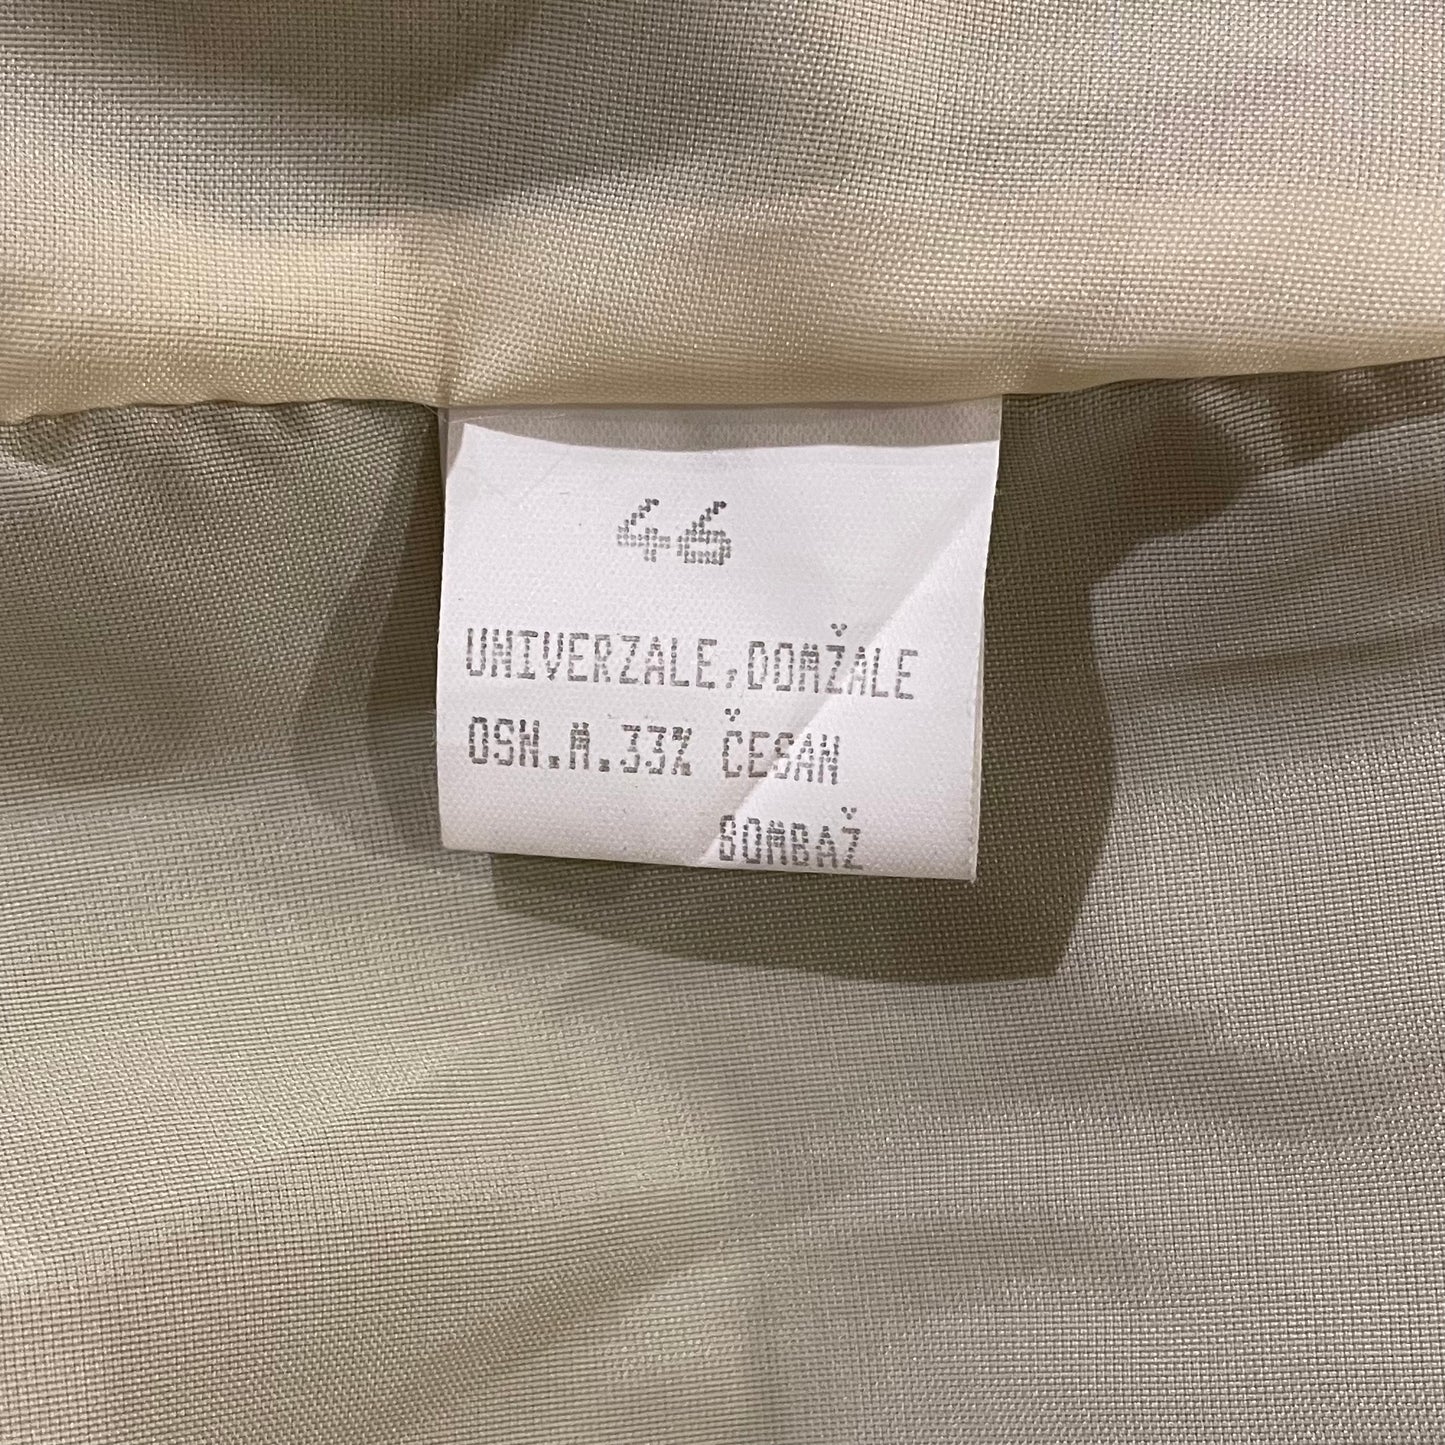 46
UNIVERZALE,DOMŽALE
OSN.M.33% ČESAN
BOMBAŽ